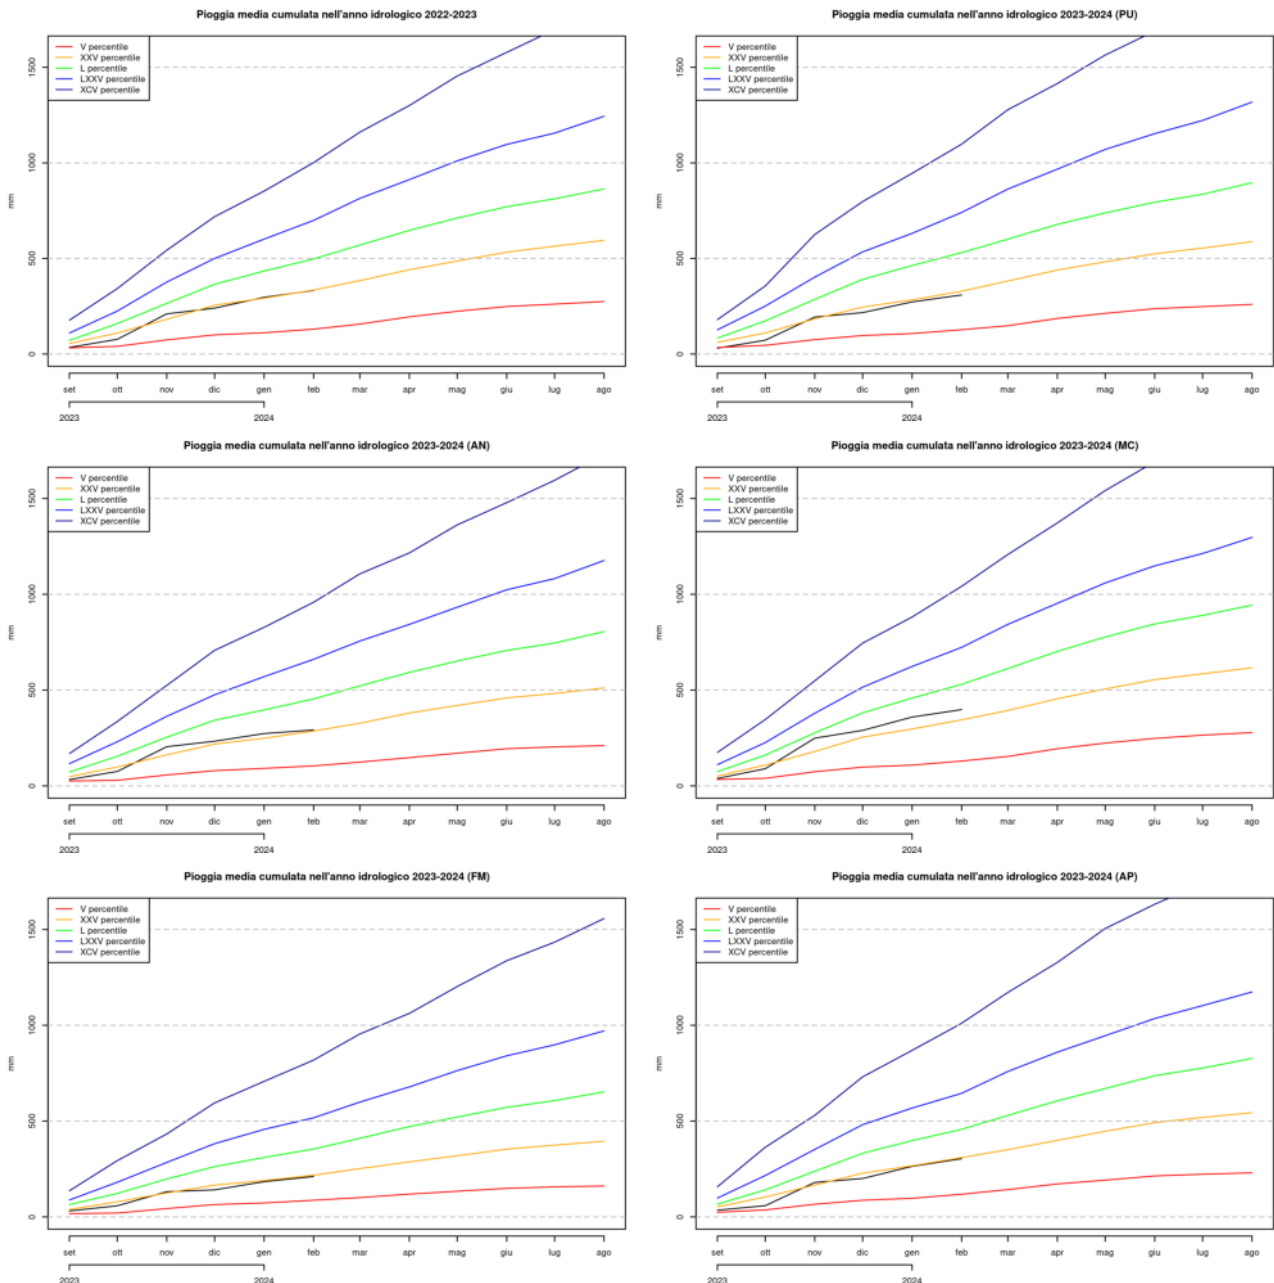 Pioggia media cumulata nell'anno idrologico 2022-2023
V percentile
XXV percentile
L percentile
LXXV percentile
XCV percentile
mm
1500
1000
500
0
set ott nov dic gen feb mar apr mag giu lug ago
2023 2024
Pioggia media cumulata nell'anno idrologico 2023-2024 (PU)
V percentile
XXV percentile
L percentile
LXXV percentile
XCV percentile
mm
1500
1000
500
0
set ott nov dic gen feb mar apr mag giu lug ago
2023 2024
Pioggia media cumulata nell'anno idrologico 2023-2024 (AN)
V percentile
XXV percentile
L percentile
LXXV percentile
XCV percentile
mm
1500
1000
500
0
set ott nov dic gen feb mar apr mag giu lug ago
2023 2024
Pioggia media cumulata nell'anno idrologico 2023-2024 (MC)
V percentile
XXV percentile
L percentile
LXXV percentile
XCV percentile
mm
1500
1000
500
0
set ott nov dic gen feb mar apr mag giu lug ago
2023 2024
Pioggia media cumulata nell'anno idrologico 2023-2024 (FM)
V percentile
XXV percentile
L percentile
LXXV percentile
XCV percentile
mm
1500
1000
500
0
set ott nov dic gen feb mar apr mag giu lug ago
2023 2024
Pioggia media cumulata nell'anno idrologico 2023-2024 (AP)
V percentile
XXV percentile
L percentile
LXXV percentile
XCV percentile
mm
1500
1000
500
0
set ott nov dic gen feb mar apr mag giu lug ago
2023 2024